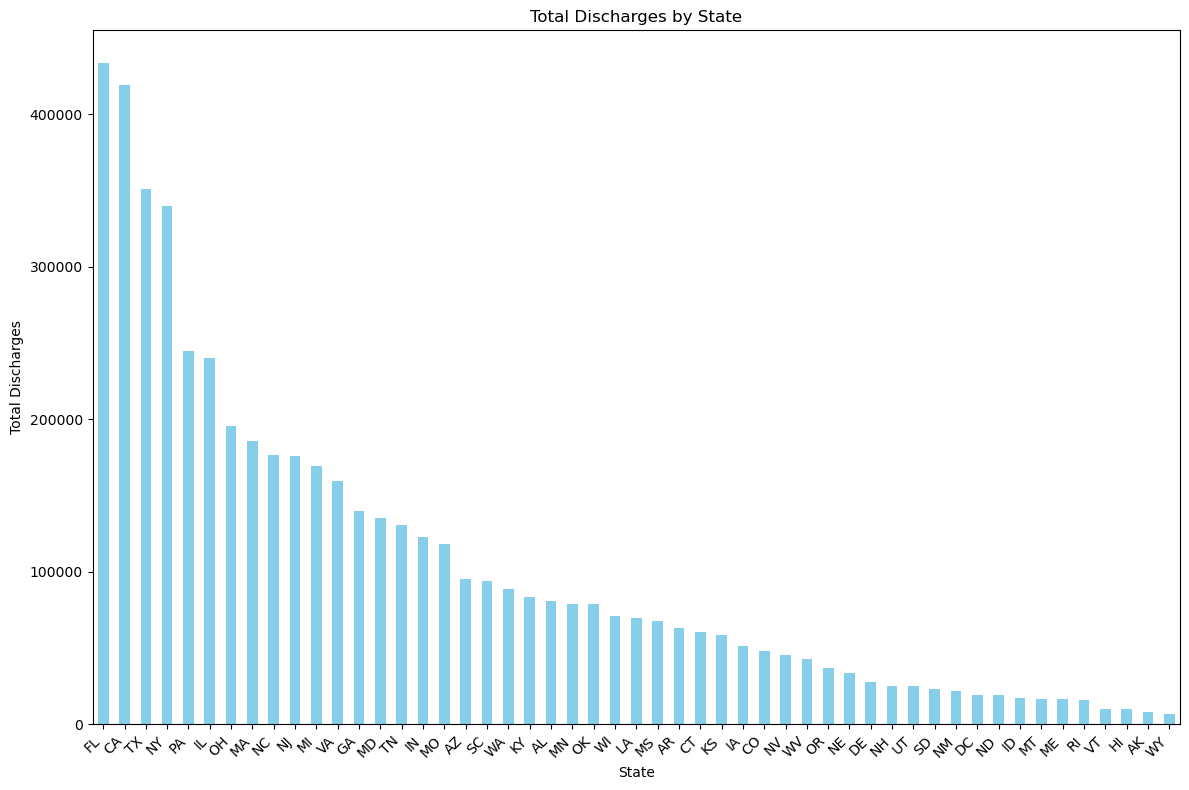 Total Discharges by State
Total Discharges
400000
300000
200000
100000
0
FL CA TX NY PA IL OH MA NC NJ MI VA GA MD TN IN MO AZ SC WA KY AL MN OK WI LA MS AR CT KS IA CO NV WV OR NE DE NH UT SD NM DC ND ID MT ME RI VT HI AK WY
State